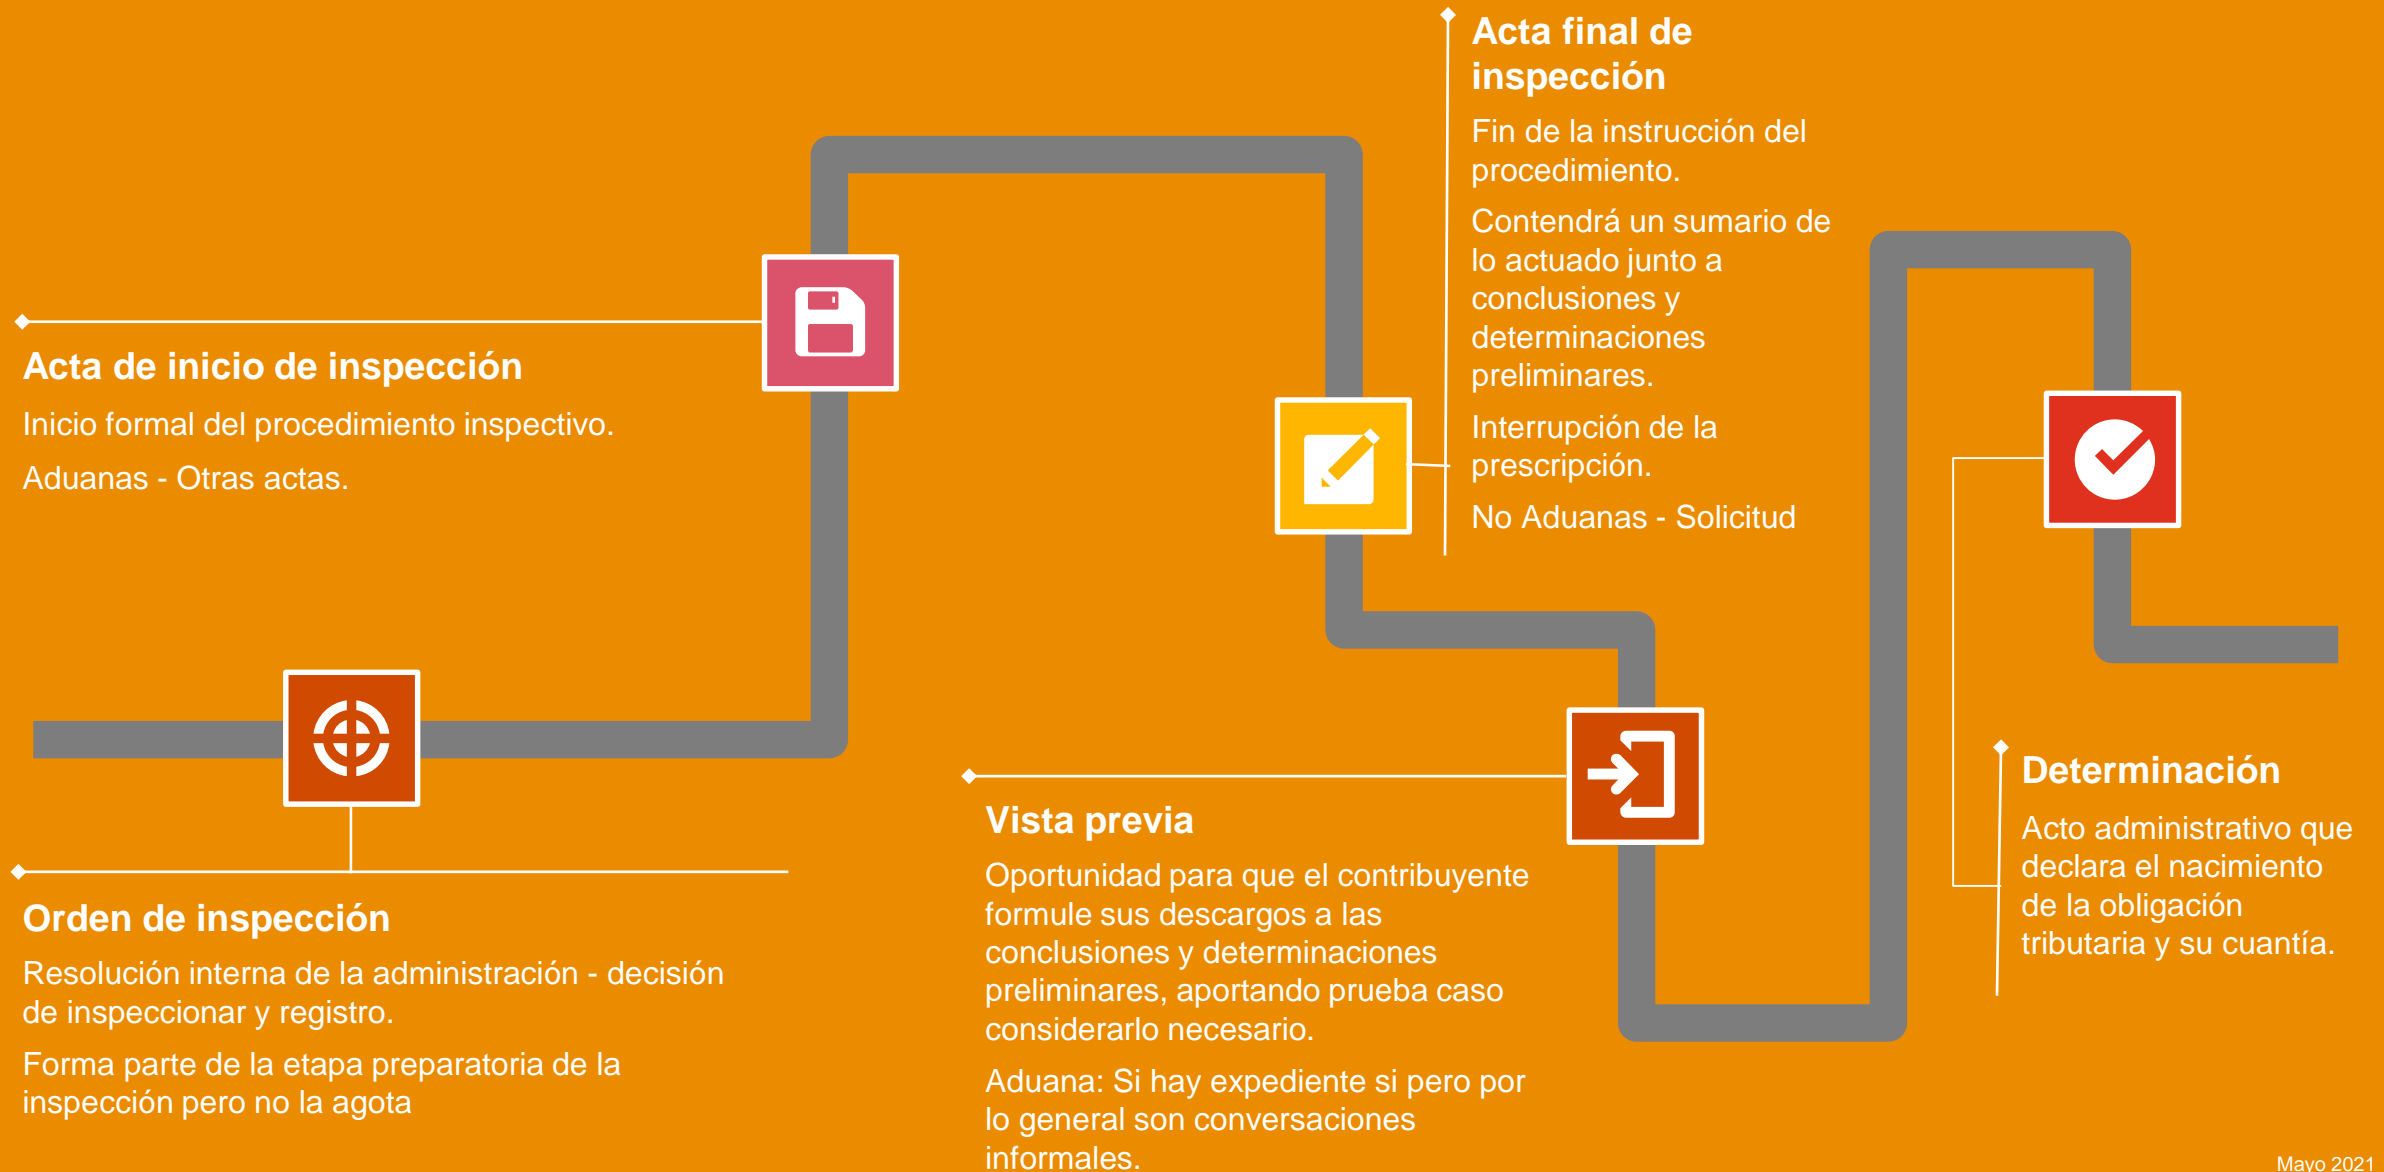 Orden de inspección
Resolución interna de la administración - decisión
de inspeccionar y registro.
Forma parte de la etapa preparatoria de la
inspección pero no la agota
Acta de inicio de inspección
Inicio formal del procedimiento inspectivo.
Aduanas - Otras actas.
Acta final de
inspección
Fin de la instrucción del
procedimiento.
Contendrá un sumario de
lo actuado junto a
conclusiones y
determinaciones
preliminares.
Interrupción de la
prescripción.
No Aduanas - Solicitud
Vista previa
Oportunidad para que el contribuyente
formule sus descargos a las
conclusiones y determinaciones
preliminares, aportando prueba caso
considerarlo necesario.
Aduana: Si hay expediente si pero por
lo general son conversaciones
informales.
Determinación
Acto administrativo que
declara el nacimiento
de la obligación
tributaria y su cuantía.
Mayo 2021